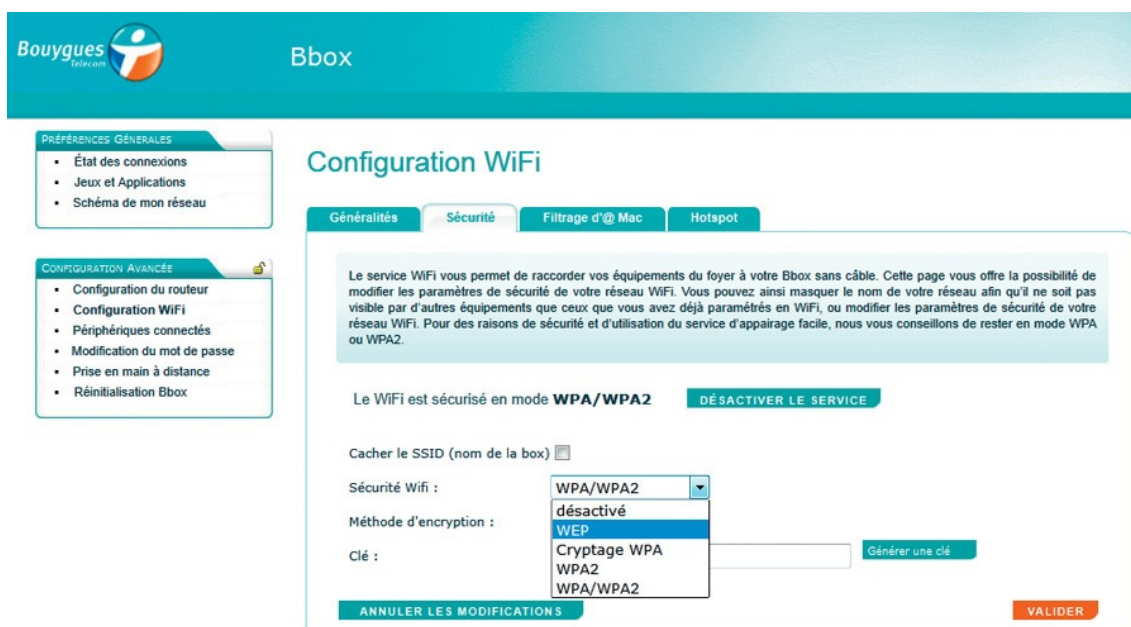 Bouygues
Telecom
Bbox
PRÉFÉRENCES GÉNERALES
État des connexions
Jeux et Applications
Schéma de mon réseau
CONFIGURATION AVANCÉE
Configuration du routeur
Configuration WiFi
Périphériques connectés
Modification du mot de passe
Prise en main à distance
Réinitialisation Bbox
Configuration WiFi
Généralités
Sécurité
Filtrage d'@ Mac
Hotspot
Le service WiFi vous permet de raccorder vos équipements du foyer à votre Bbox sans câble. Cette page vous offre la possibilité de
modifier les paramètres de sécurité de votre réseau WiFi. Vous pouvez ainsi masquer le nom de votre réseau afin qu'il ne soit pas
visible par d'autres équipements que ceux que vous avez déjà paramétrés en WiFi, ou modifier les paramètres de sécurité de votre
réseau WiFi. Pour des raisons de sécurité et d'utilisation du service d'appairage facile, nous vous conseillons de rester en mode WPA
ou WPA2.
Le WiFi est sécurisé en mode WPA/WPA2
DÉSACTIVER LE SERVICE
Cacher le SSID (nom de la box)
Sécurité Wifi :
WPA/WPA2
désactivé
WEP
Cryptage WPA
WPA2
WPA/WPA2
Méthode d'encryption :
Clé :
Générer une clé
ANNULER LES MODIFICATIONS
VALIDER